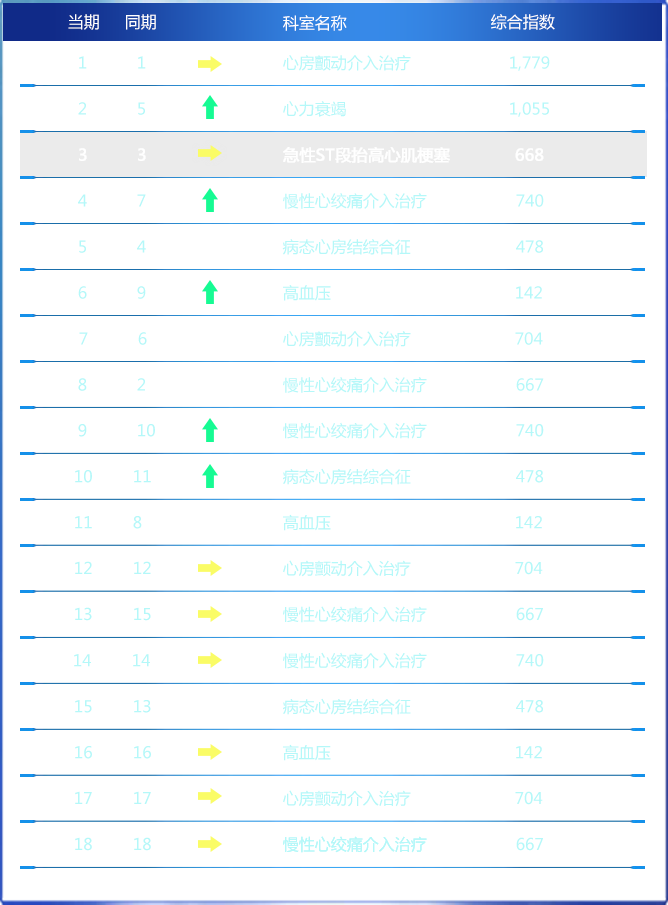 当期 同期 科室名称 综合指数
1 1 心房颤动介入治疗 1,779
2 5 心力衰竭 1,055
3 3 急性ST段抬高心肌梗塞 668
4 7 慢性心绞痛介入治疗 740
5 4 病态心房结综合征 478
6 9 高血压 142
7 6 心房颤动介入治疗 704
8 2 慢性心绞痛介入治疗 667
9 10 慢性心绞痛介入治疗 740
10 11 病态心房结综合征 478
11 8 高血压 142
12 12 心房颤动介入治疗 704
13 15 慢性心绞痛介入治疗 667
14 14 慢性心绞痛介入治疗 740
15 13 病态心房结综合征 478
16 16 高血压 142
17 17 心房颤动介入治疗 704
18 18 慢性心绞痛介入治疗 667